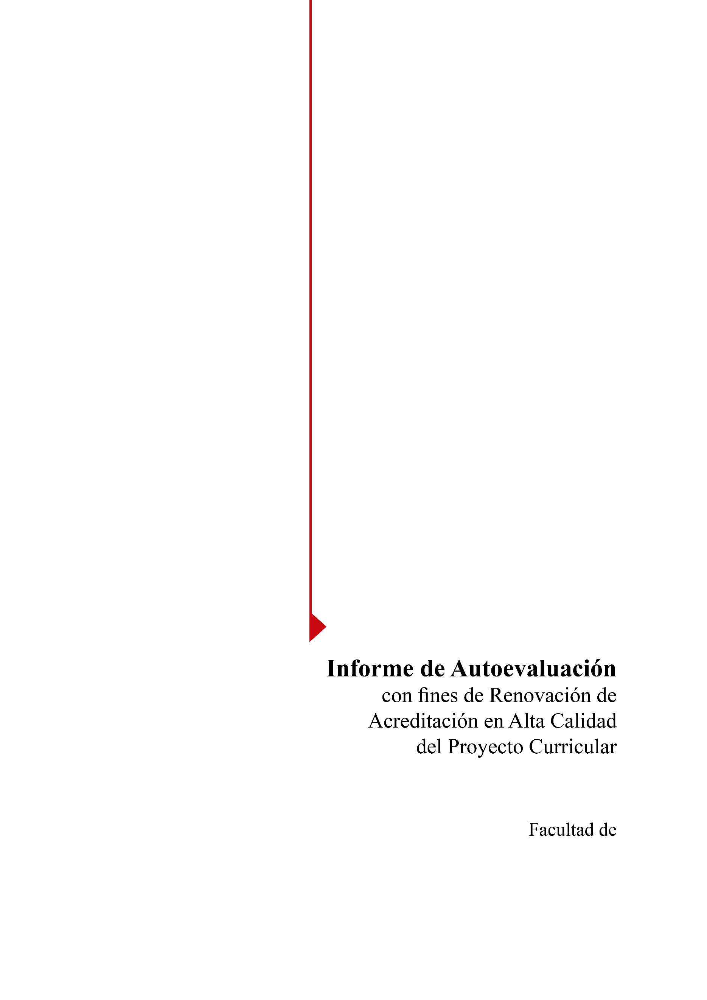 Informe de Autoevaluación
con fines de Renovación de
Acreditación en Alta Calidad
del Proyecto Curricular
Facultad de